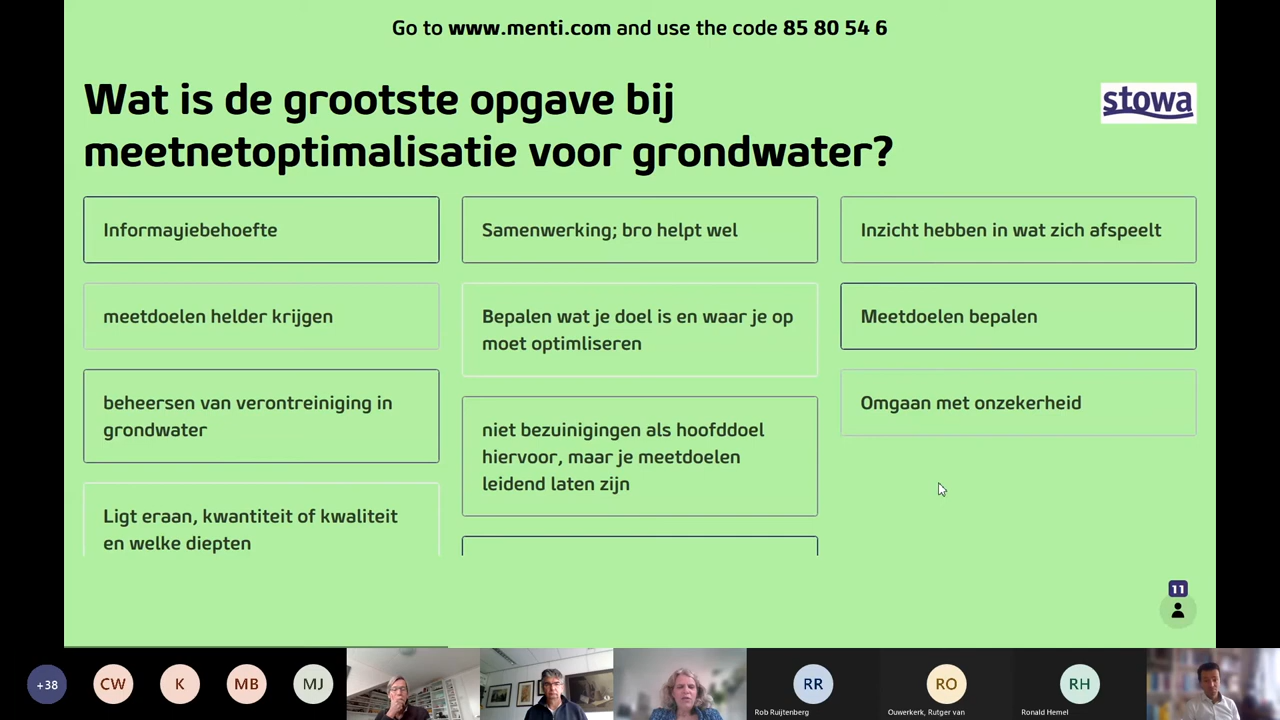 Go to www.menti.com and use the code 85 80 54 6
Wat is de grootste opgave bij
meetnetoptimalisatie voor grondwater?
stowa
Informayiebehoefte
meetdoelen helder krijgen
beheersen van verontreiniging in
grondwater
Ligt eraan, kwantiteit of kwaliteit
en welke diepten
Samenwerking; bro helpt wel
Bepalen wat je doel is en waar je op
moet optimliseren
niet bezuinigingen als hoofddoel
hiervoor, maar je meetdoelen
leidend laten zijn
Inzicht hebben in wat zich afspeelt
Meetdoelen bepalen
Omgaan met onzekerheid
11
+38
CW
K
MB
MJ
RR
Rob Ruijtenberg
RO
Ouwerkerk, Rutger van
RH
Ronald Hemel